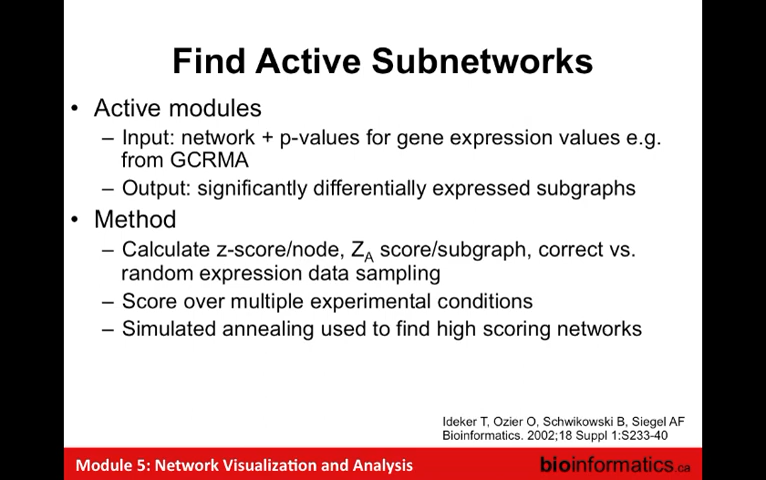 Find Active Subnetworks
• Active modules
– Input: network + p-values for gene expression values e.g.
from GCRMA
– Output: significantly differentially expressed subgraphs
• Method
– Calculate z-score/node, ZA score/subgraph, correct vs.
random expression data sampling
– Score over multiple experimental conditions
– Simulated annealing used to find high scoring networks
Ideker T, Ozier O, Schwikowski B, Siegel AF
Bioinformatics. 2002;18 Suppl 1:S233-40
Module 5: Network Visualization and Analysis
bioinformatics.ca